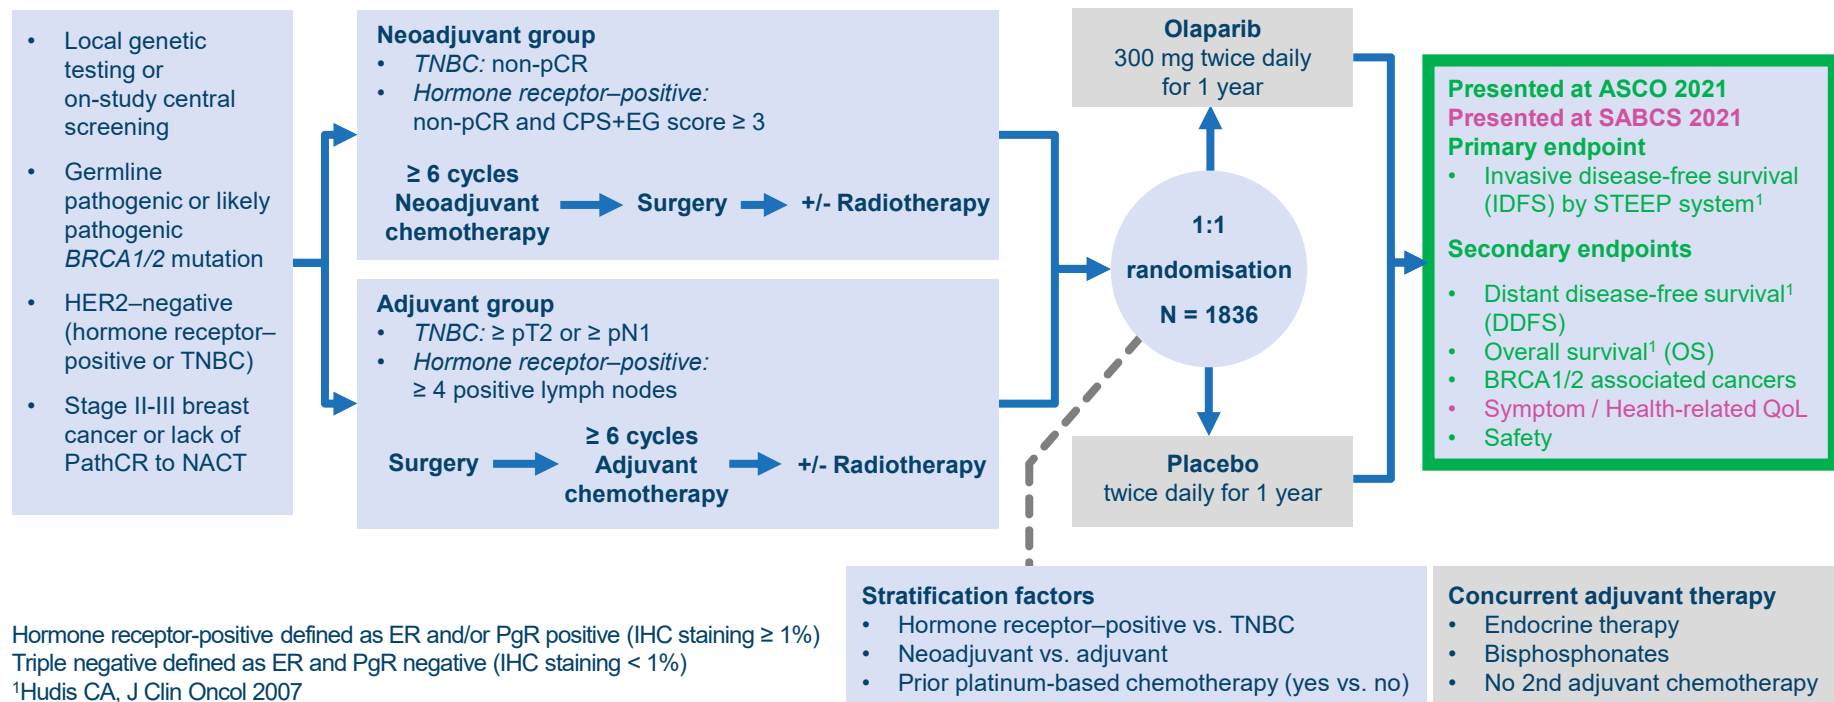 • Local genetic
testing or
on-study central
screening
• Germline
pathogenic or likely
pathogenic
BRCA1/2 mutation
• HER2–negative
(hormone receptor–
positive or TNBC)
• Stage II-III breast
cancer or lack of
PathCR to NACT
Neoadjuvant group
• TNBC: non-pCR
• Hormone receptor–positive:
non-pCR and CPS+EG score ≥ 3
≥ 6 cycles
Neoadjuvant
chemotherapy
Surgery
+/- Radiotherapy
Adjuvant group
• TNBC: ≥ pT2 or ≥ pN1
• Hormone receptor–positive:
≥ 4 positive lymph nodes
Surgery
≥ 6 cycles
Adjuvant
chemotherapy
+/- Radiotherapy
Olaparib
300 mg twice daily
for 1 year
1:1
randomisation
N = 1836
Placebo
twice daily for 1 year
Presented at ASCO 2021
Presented at SABCS 2021
Primary endpoint
• Invasive disease-free survival
(IDFS) by STEEP system¹
Secondary endpoints
• Distant disease-free survival¹
(DDFS)
• Overall survival¹ (OS)
• BRCA1/2 associated cancers
• Symptom / Health-related QoL
• Safety
Stratification factors
• Hormone receptor–positive vs. TNBC
• Neoadjuvant vs. adjuvant
• Prior platinum-based chemotherapy (yes vs. no)
Concurrent adjuvant therapy
• Endocrine therapy
• Bisphosphonates
• No 2nd adjuvant chemotherapy
Hormone receptor-positive defined as ER and/or PgR positive (IHC staining ≥ 1%)
Triple negative defined as ER and PgR negative (IHC staining < 1%)
¹Hudis CA, J Clin Oncol 2007